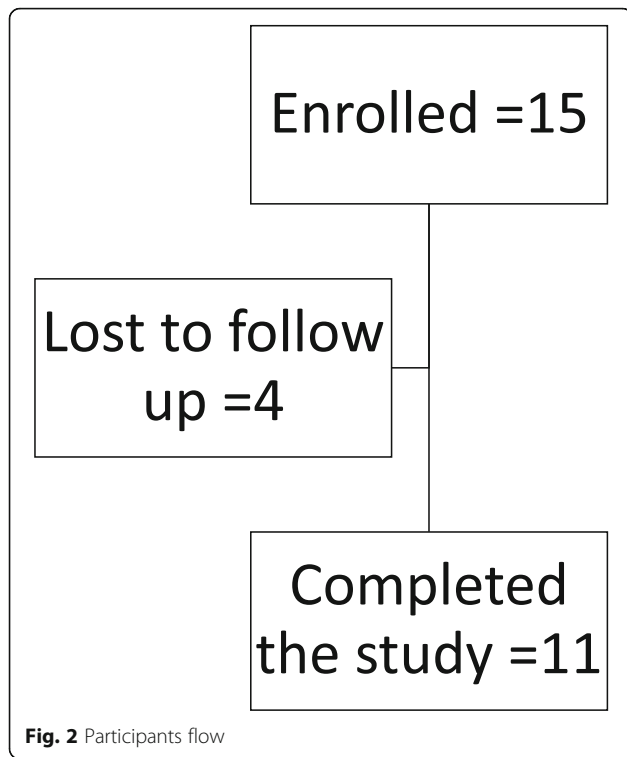 Enrolled =15
Lost to follow
up =4
Completed
the study =11
Fig. 2 Participants flow